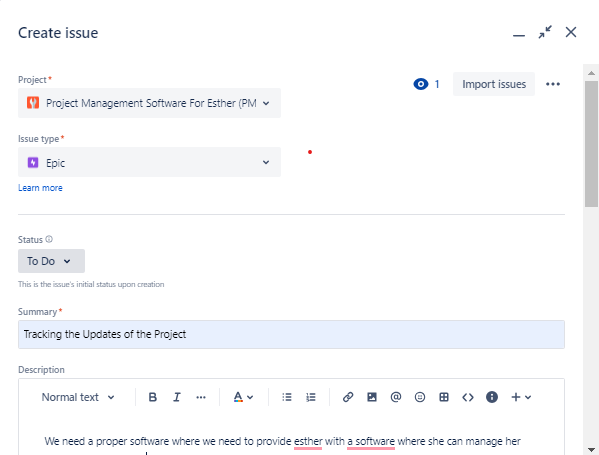 Create issue
Project*
1
Import issues
Project Management Software For Esther (PM
Issue type*
Epic
Learn more
Status
To Do
This is the issue's initial status upon creation
Summary*
Tracking the Updates of the Project
Description
Normal text
B I A
We need a proper software where we need to provide esther with a software where she can manage her